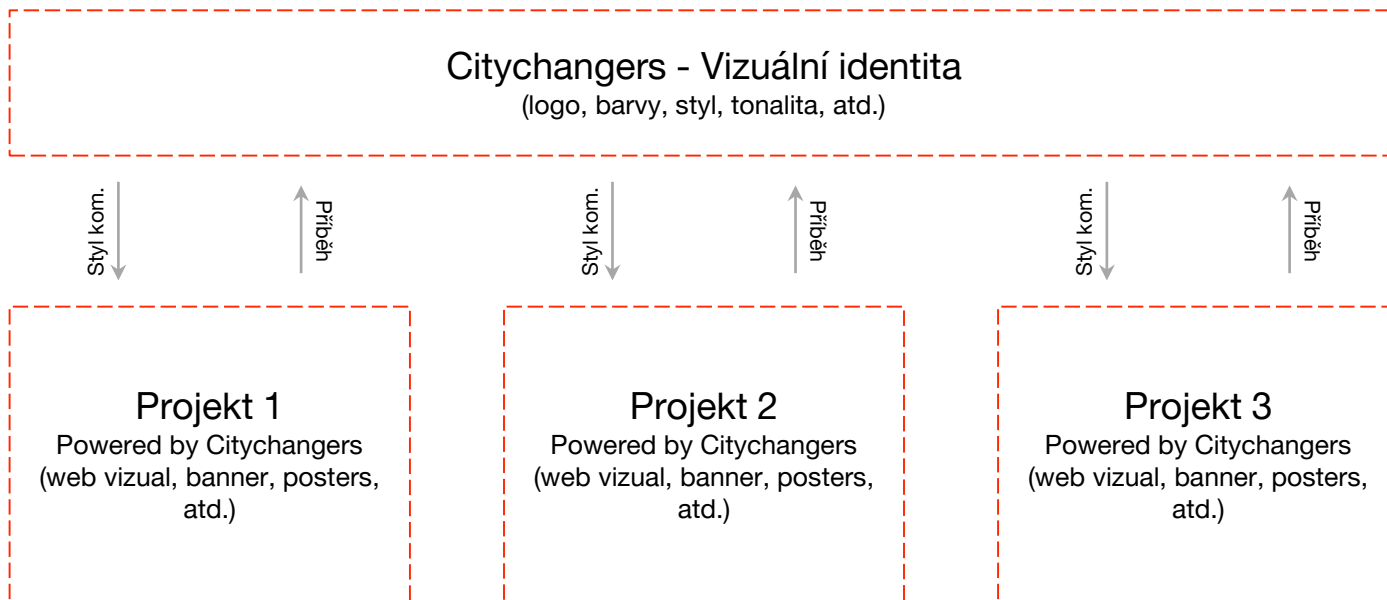 Citychangers - Vizuální identita
(logo, barvy, styl, tonalita, atd.)
Styl kom.
Příběh
Styl kom.
Příběh
Styl kom.
Příběh
Projekt 1
Powered by Citychangers
(web vizual, banner, posters,
atd.)
Projekt 2
Powered by Citychangers
(web vizual, banner, posters,
atd.)
Projekt 3
Powered by Citychangers
(web vizual, banner, posters,
atd.)